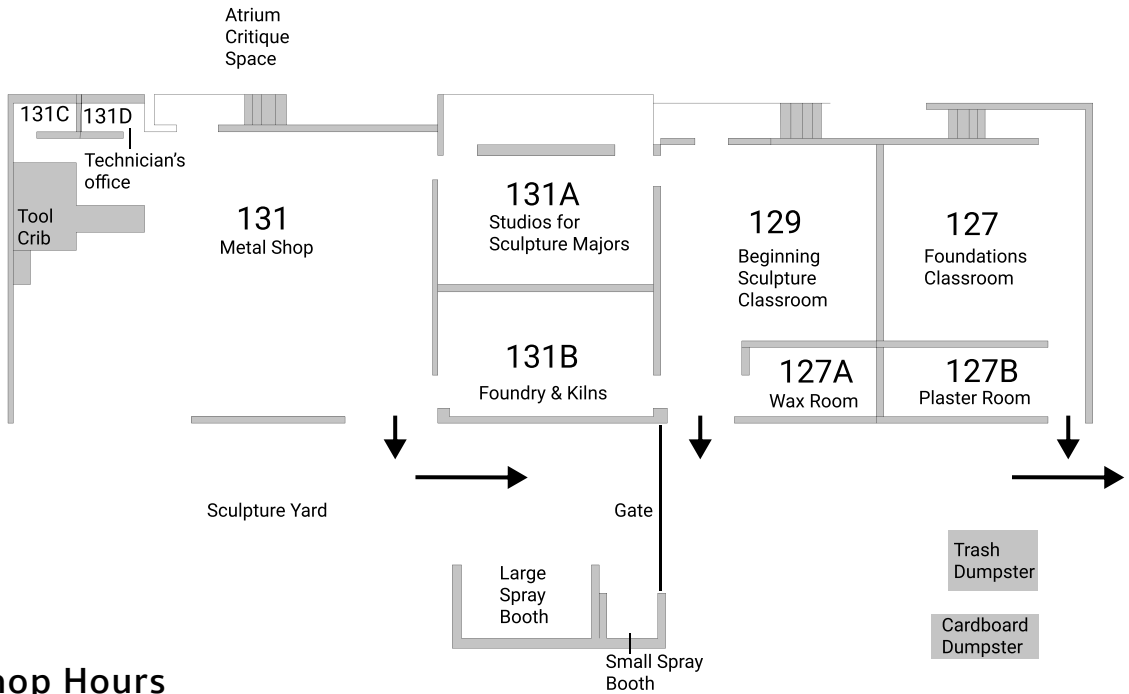 Atrium
Critique
Space
131C
131D
Technician's
office
Tool
Crib
131
Metal Shop
131A
Studios for
Sculpture Majors
129
Beginning
Sculpture
Classroom
127
Foundations
Classroom
131B
Foundry & Kilns
127A
Wax Room
127B
Plaster Room
Sculpture Yard
Gate
Large
Spray
Booth
Small Spray
Booth
Trash
Dumpster
Cardboard
Dumpster
hop Hours